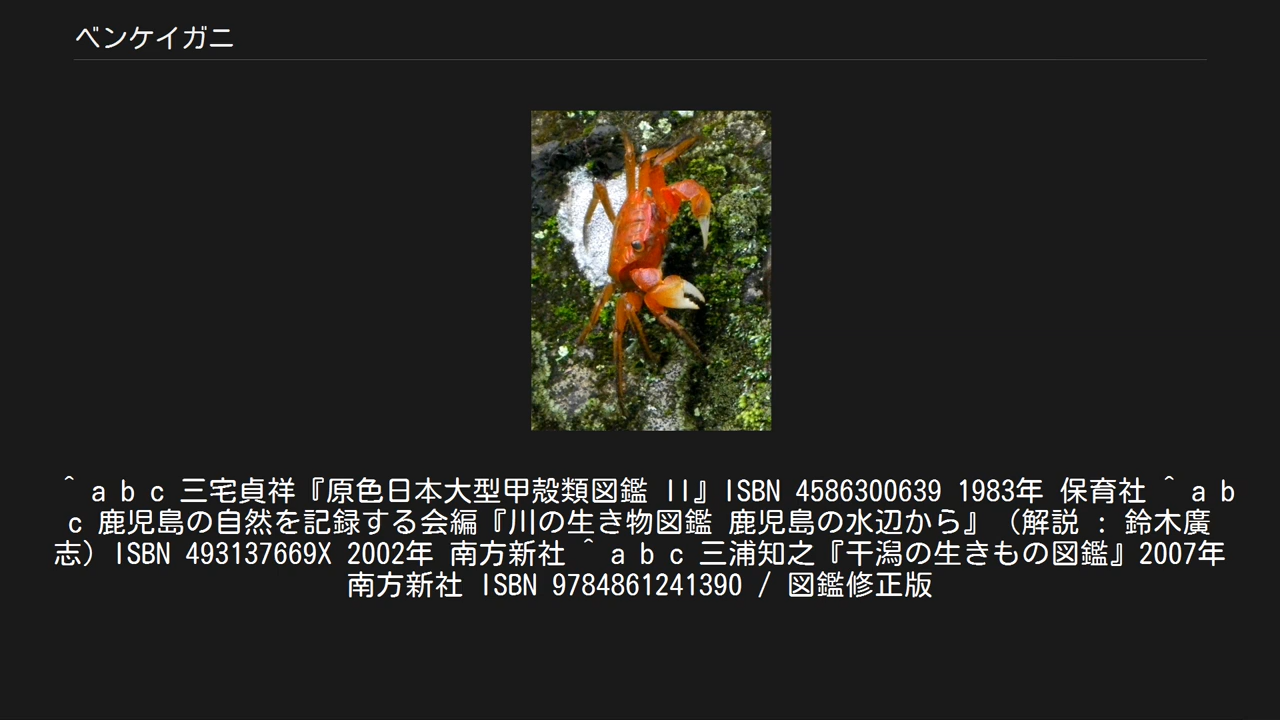 ベンケイガニ
^ a b c 三宅貞祥『原色日本大型甲殻類図鑑 II』ISBN 4586300639 1983年 保育社 ^ a b
c 鹿児島の自然を記録する会編『川の生き物図鑑 鹿児島の水辺から』（解説 : 鈴木廣
志）ISBN 493137669X 2002年 南方新社 ^ a b c 三浦知之『干潟の生きもの図鑑』2007年
南方新社 ISBN 9784861241390 / 図鑑修正版